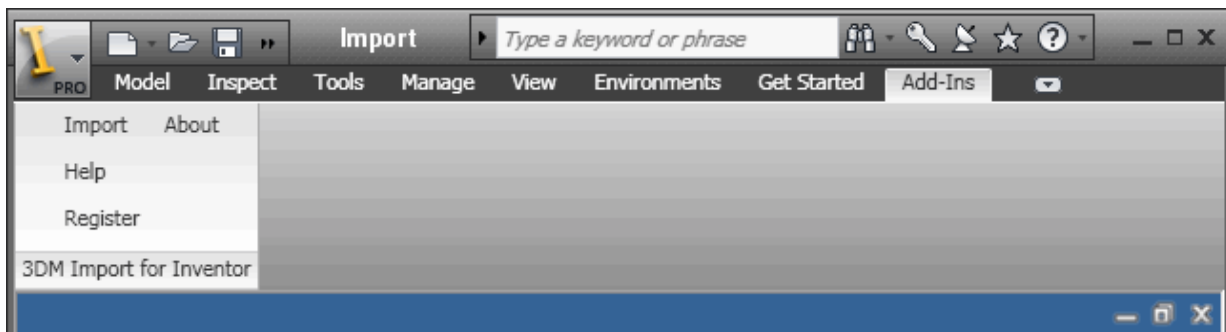 Import Type a keyword or phrase
PRO Model Inspect Tools Manage View Environments Get Started Add-Ins
Import About
Help
Register
3DM Import for Inventor